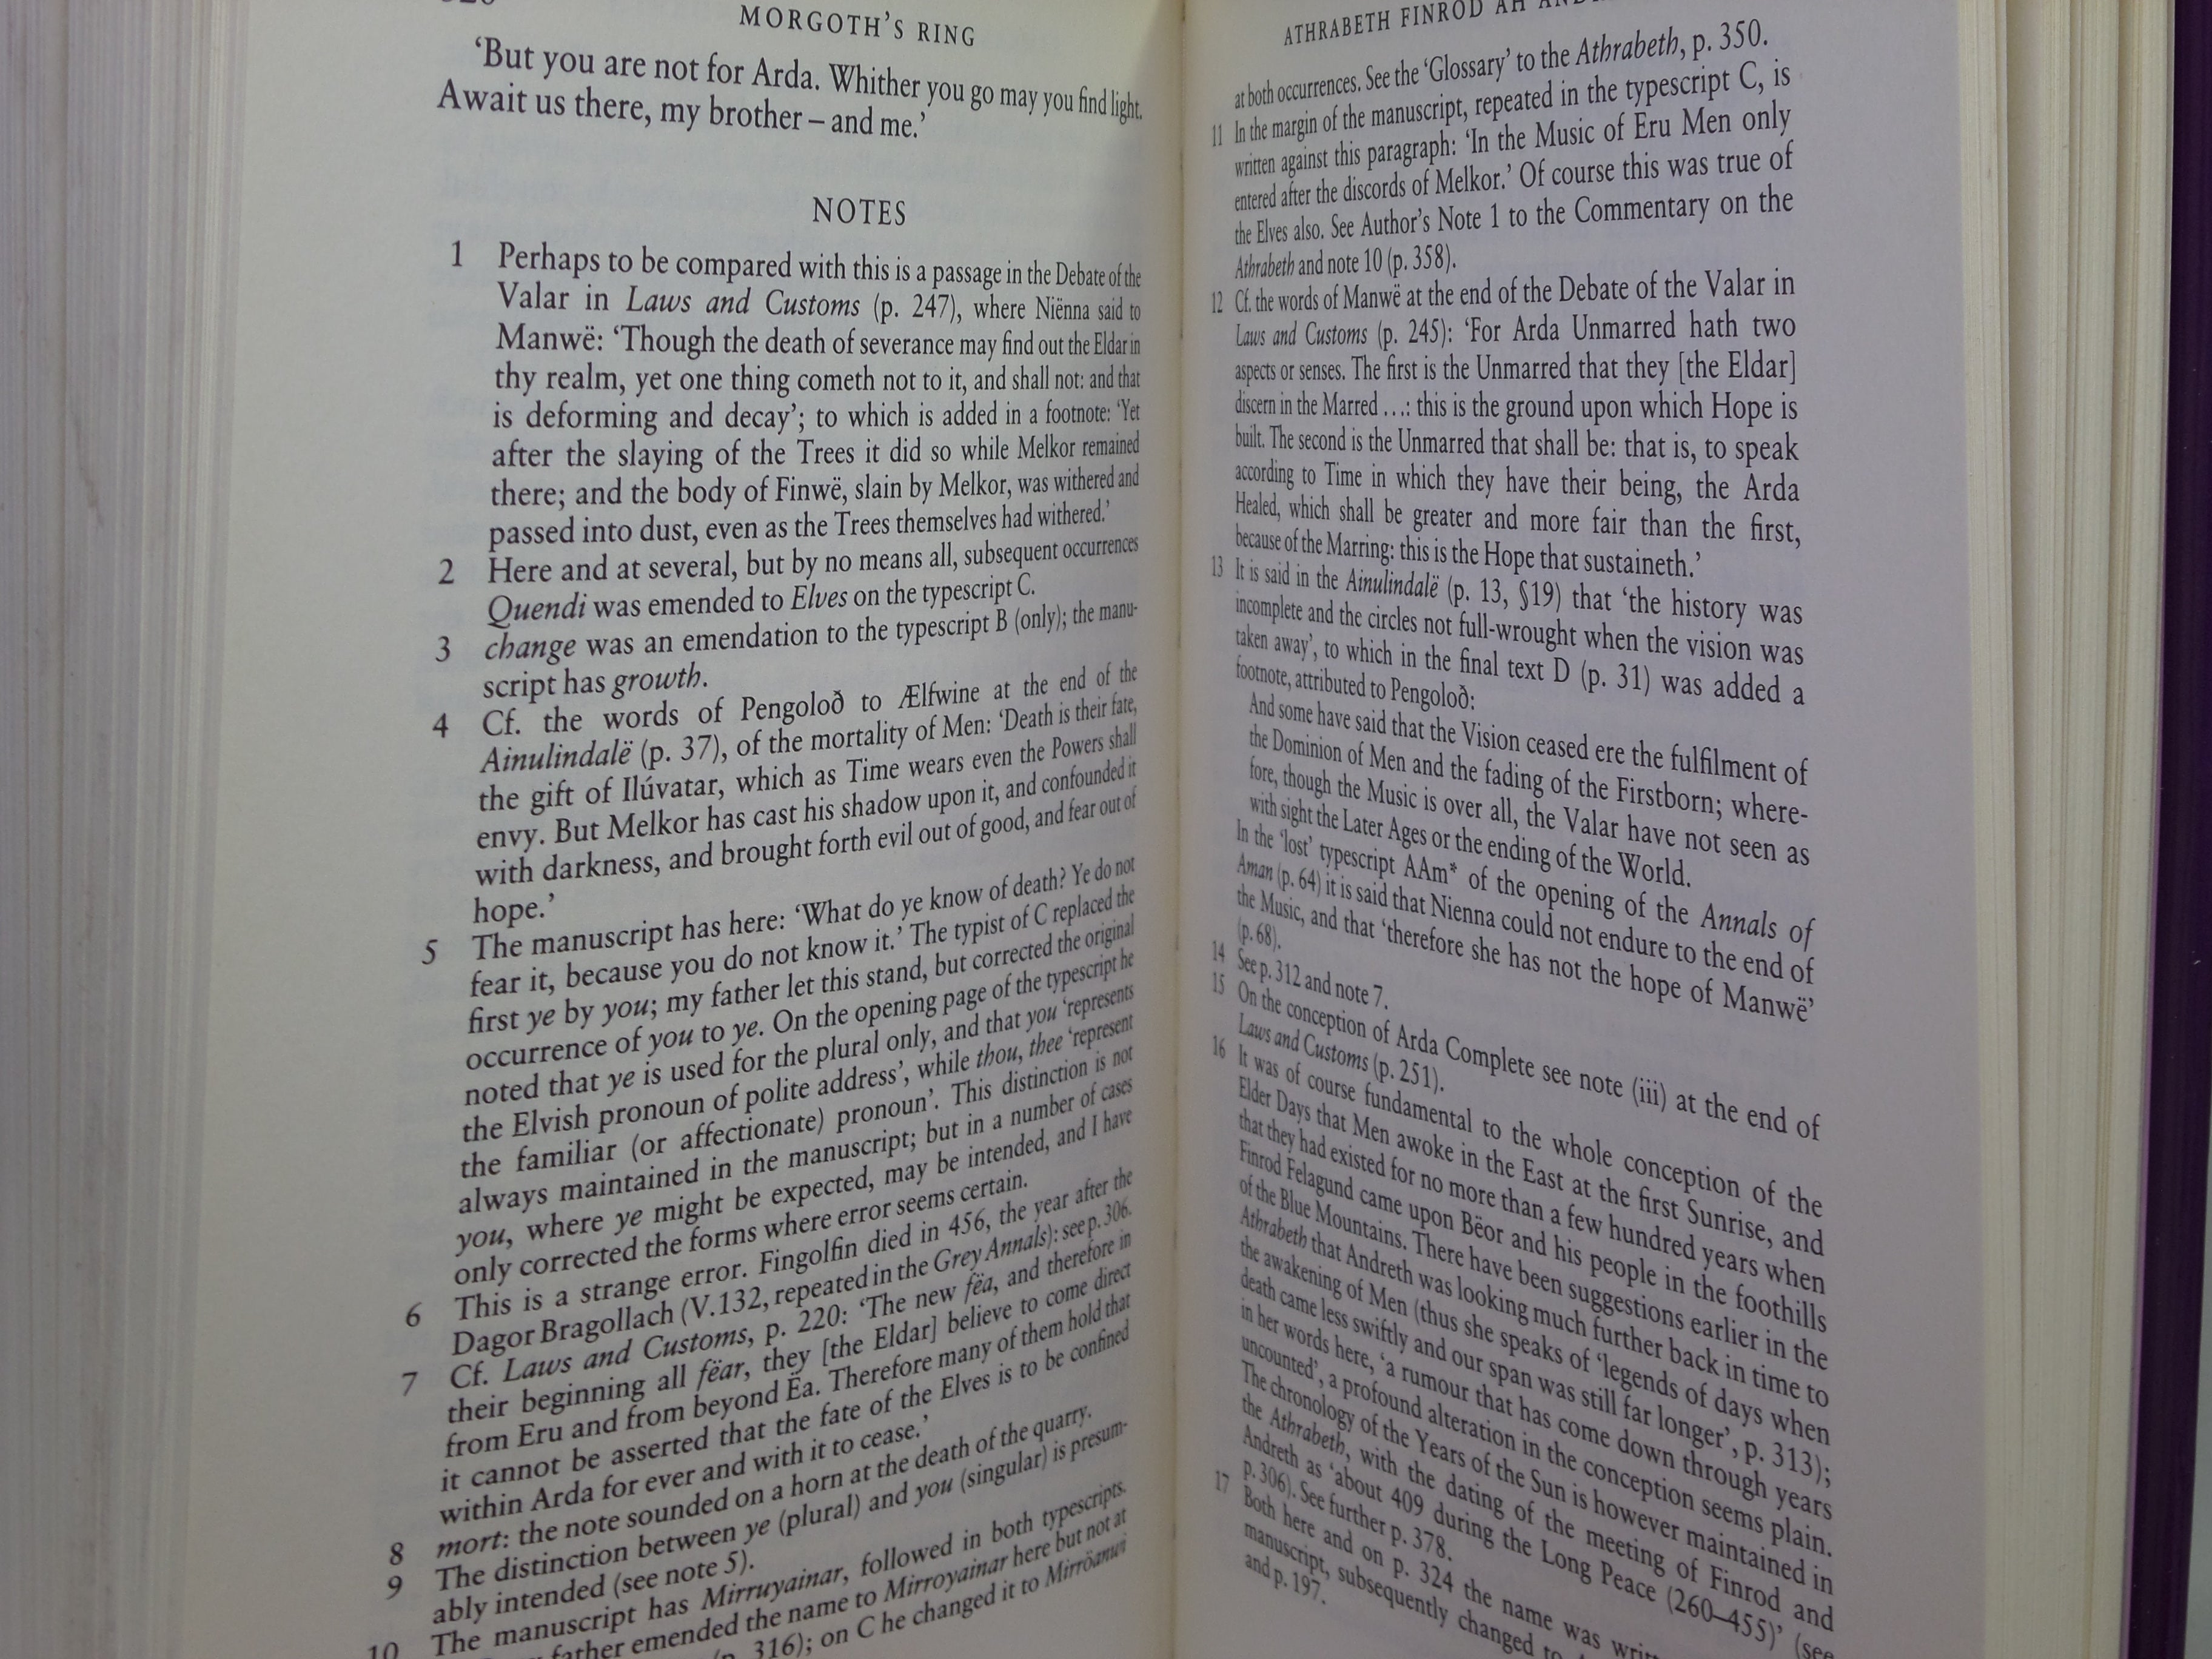 MORGOTH'S RING
‘But you are not for Arda. Whither you go may you find light.
Await us there, my brother – and me.’
NOTES
1 Perhaps to be compared with this is a passage in the Debate of the
Valar in Laws and Customs (p. 247), where Niënna said to
Manwë: ‘Though the death of severance may find out the Eldar in
thy realm, yet one thing cometh not to it, and shall not: and that
is deforming and decay’; to which is added in a footnote: ‘Yet
after the slaying of the Trees it did so while Melkor remained
there; and the body of Finwë, slain by Melkor, was withered and
passed into dust, even as the Trees themselves had withered.’
2 Here and at several, but by no means all, subsequent occurrences
Quendi was emended to Elves on the typescript C.
3 change was an emendation to the typescript B (only); the manu-
script has growth.
4 Cf. the words of Pengoloð to Ælfwine at the end of the
Ainulindalë (p. 37), of the mortality of Men: ‘Death is their fate,
the gift of Ilúvatar, which as Time wears even the Powers shall
envy. But Melkor has cast his shadow upon it, and confounded it
with darkness, and brought forth evil out of good, and fear out of
hope.’
5 The manuscript has here: ‘What do ye know of death? Ye do not
fear it, because you do not know it.’ The typist of C replaced the
first ye by you; my father let this stand, but corrected the original
occurrence of you to ye. On the opening page of the typescript he
noted that ye is used for the plural only, and that you ‘represents
the Elvish pronoun of polite address’, while thou, thee ‘represent
the familiar (or affectionate) pronoun’. This distinction is not
always maintained in the manuscript; but in a number of cases
you, where ye might be expected, may be intended, and I have
only corrected the forms where error seems certain.
6 This is a strange error. Fingolfin died in 456, the year after the
Dagor Bragollach (V.132, repeated in the Grey Annals): see p. 306.
7 Cf. Laws and Customs, p. 220: ‘The new fëa, and therefore in
their beginning all fëar, they [the Eldar] believe to come direct
from Eru and from beyond Ëa. Therefore many of them hold that
it cannot be asserted that the fate of the Elves is to be confined
within Arda for ever and with it to cease.’
8 mort: the note sounded on a horn at the death of the quarry.
9 The distinction between ye (plural) and you (singular) is presum-
ably intended (see note 5).
10 The manuscript has Mirruyainar, followed in both typescripts.
father emended the name to Mirroyainar here but not at
316); on C he changed it to Mirröanwi
ATHRABETH FINROD AH
at both occurrences. See the ‘Glossary’ to the Athrabeth, p. 350.
11 In the margin of the manuscript, repeated in the typescript C, is
written against this paragraph: ‘In the Music of Eru Men only
entered after the discords of Melkor.’ Of course this was true of
the Elves also. See Author’s Note 1 to the Commentary on the
Athrabeth and note 10 (p. 358).
12 Cf. the words of Manwë at the end of the Debate of the Valar in
Laws and Customs (p. 245): ‘For Arda Unmarred hath two
aspects or senses. The first is the Unmarred that they [the Eldar]
discern in the Marred ...: this is the ground upon which Hope is
built. The second is the Unmarred that shall be: that is, to speak
according to Time in which they have their being, the Arda
Healed, which shall be greater and more fair than the first,
because of the Marring: this is the Hope that sustaineth.’
13 It is said in the Ainulindalë (p. 13, §19) that ‘the history was
incomplete and the circles not full-wrought when the vision was
taken away’, to which in the final text D (p. 31) was added a
footnote, attributed to Pengoloð:
And some have said that the Vision ceased ere the fulfilment of
the Dominion of Men and the fading of the Firstborn; where-
fore, though the Music is over all, the Valar have not seen as
with sight the Later Ages or the ending of the World.
In the ‘lost’ typescript AAm* of the opening of the Annals of
Aman (p. 64) it is said that Nienna could not endure to the end of
the Music, and that ‘therefore she has not the hope of Manwë’
(p. 68).
14 See p. 312 and note 7.
15 On the conception of Arda Complete see note (iii) at the end of
Laws and Customs (p. 251).
16 It was of course fundamental to the whole conception of the
Elder Days that Men awoke in the East at the first Sunrise, and
that they had existed for no more than a few hundred years when
Finrod Felagund came upon Bëor and his people in the foothills
of the Blue Mountains. There have been suggestions earlier in the
Athrabeth that Andreth was looking much further back in time to
the awakening of Men (thus she speaks of ‘legends of days when
death came less swiftly and our span was still far longer’, p. 313);
in her words here, ‘a rumour that has come down through years
uncounted’, a profound alteration in the conception seems plain.
The chronology of the Years of the Sun is however maintained in
the Athrabeth, with the dating of the meeting of Finrod and
Andreth as ‘about 409 during the Long Peace (260–455)’ (see
p. 306). See further p. 378.
17 Both here and on p. 324 the name was
manuscript, subsequently changed to
and p. 197.